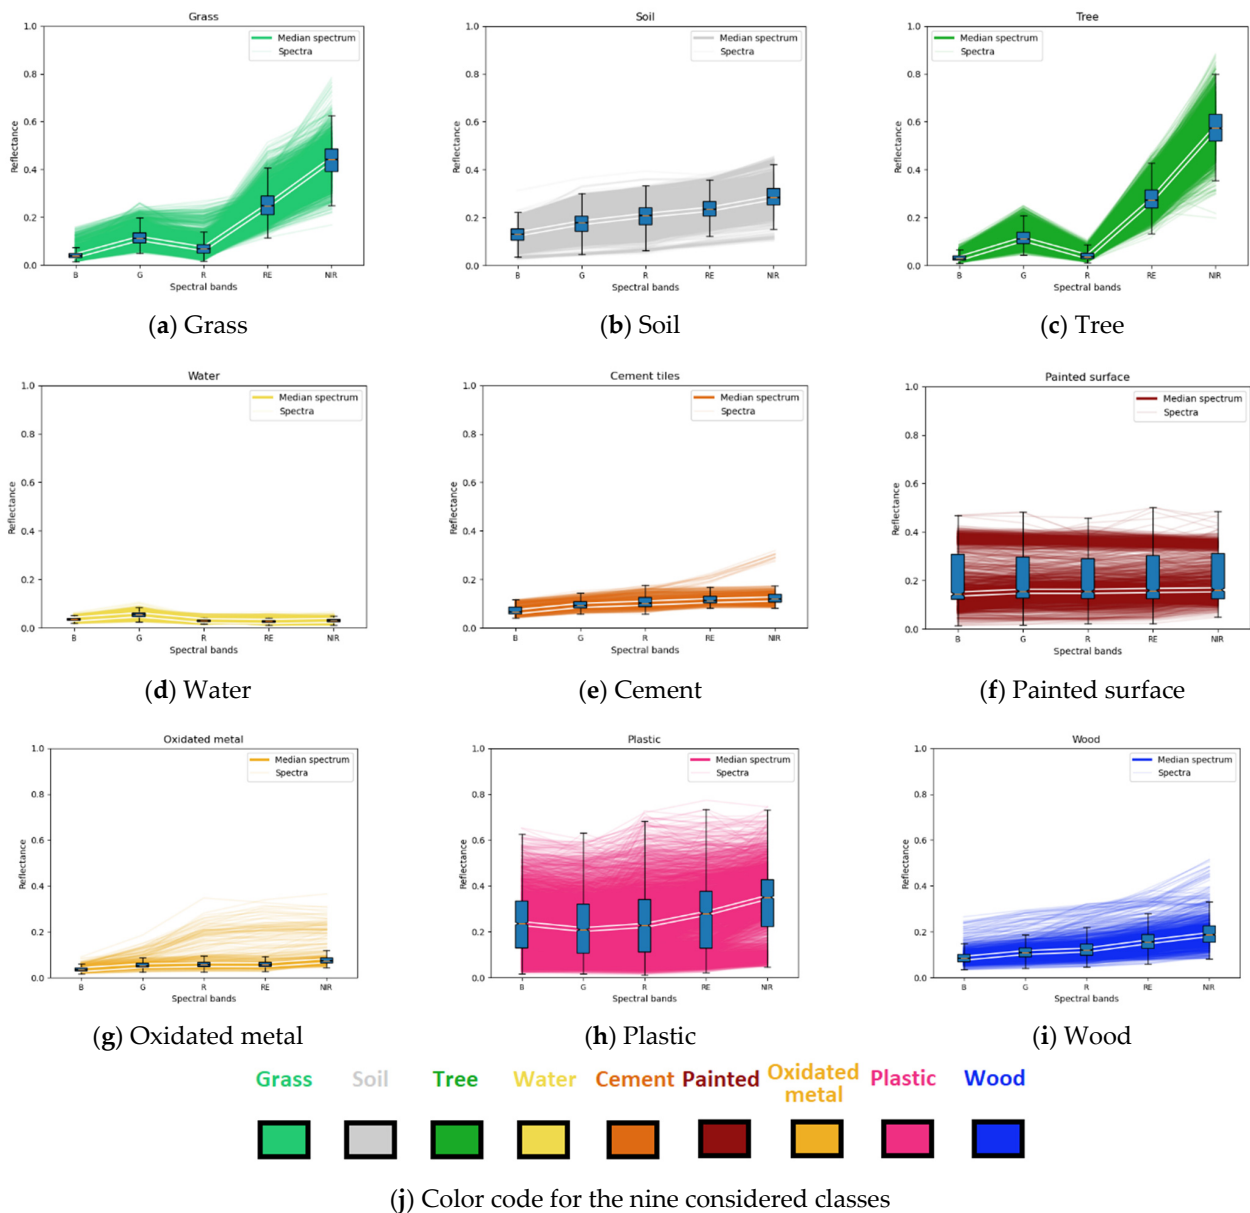 Grass
Median spectrum
Spectra
Reflectance
1.0
0.8
0.6
0.4
0.2
0.0
B G R RE NIR
Spectral bands
(a) Grass
Soil
Median spectrum
Spectra
Reflectance
1.0
0.8
0.6
0.4
0.2
0.0
B G R RE NIR
Spectral bands
(b) Soil
Tree
Median spectrum
Spectra
Reflectance
1.0
0.8
0.6
0.4
0.2
0.0
B G R RE NIR
Spectral bands
(c) Tree
Water
Median spectrum
Spectra
Reflectance
1.0
0.8
0.6
0.4
0.2
0.0
B G R RE NIR
Spectral bands
(d) Water
Cement tiles
Median spectrum
Spectra
Reflectance
1.0
0.8
0.6
0.4
0.2
0.0
B G R RE NIR
Spectral bands
(e) Cement
Painted surface
Median spectrum
Spectra
Reflectance
1.0
0.8
0.6
0.4
0.2
0.0
B G R RE NIR
Spectral bands
(f) Painted surface
Oxidated metal
Median spectrum
Spectra
Reflectance
1.0
0.8
0.6
0.4
0.2
0.0
B G R RE NIR
Spectral bands
(g) Oxidated metal
Plastic
Median spectrum
Spectra
Reflectance
1.0
0.8
0.6
0.4
0.2
0.0
B G R RE NIR
Spectral bands
(h) Plastic
Wood
Median spectrum
Spectra
Reflectance
1.0
0.8
0.6
0.4
0.2
0.0
B G R RE NIR
Spectral bands
(i) Wood
Grass Soil Tree Water Cement Painted Oxidated metal Plastic Wood
(j) Color code for the nine considered classes